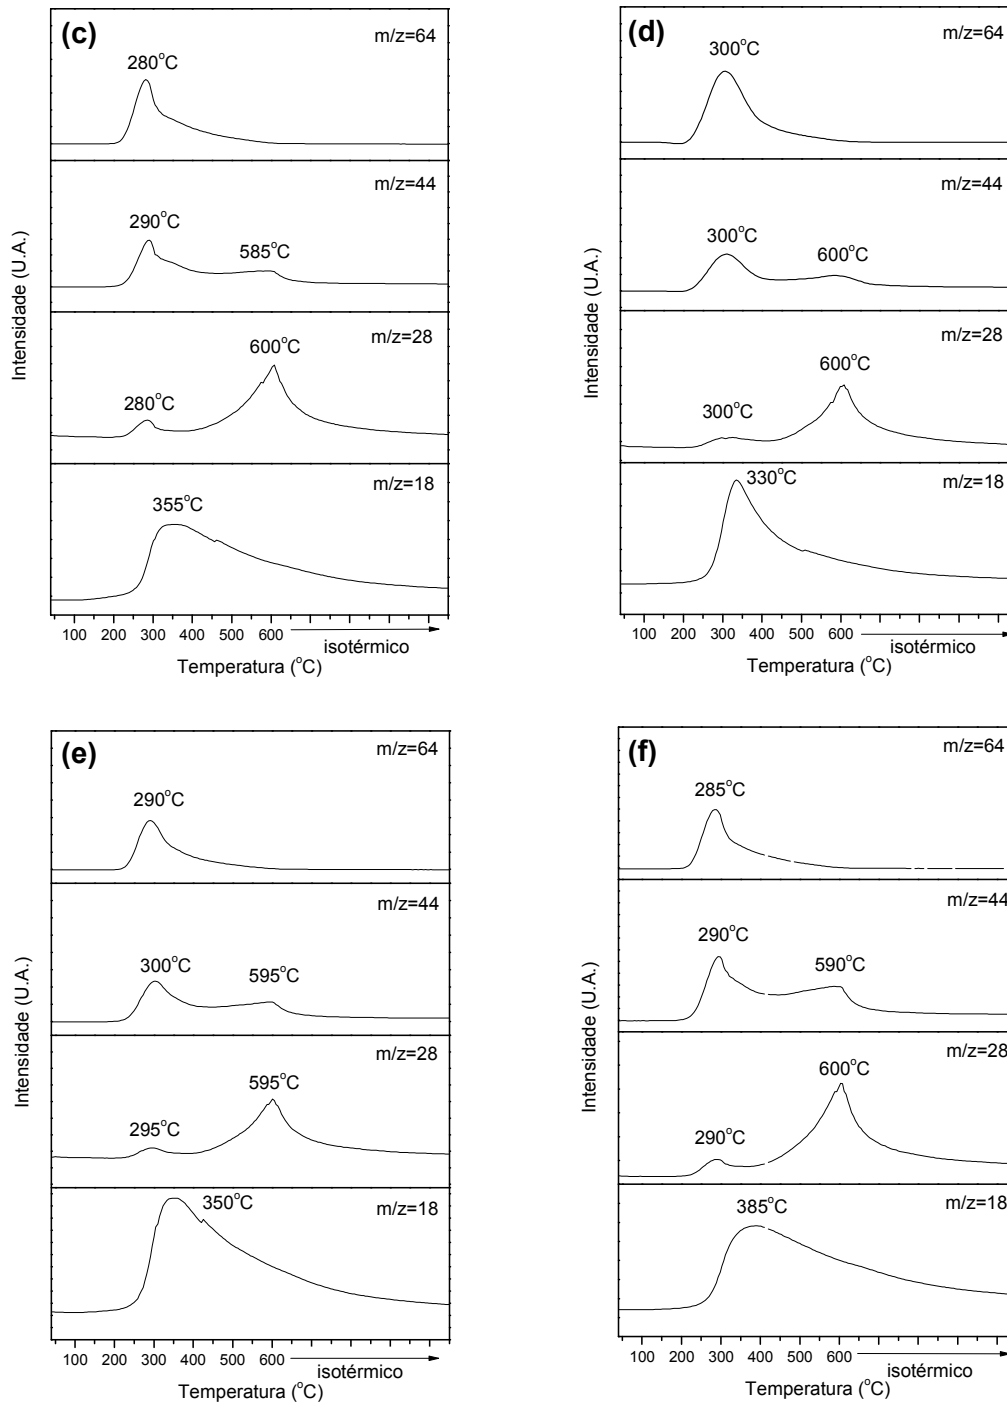 (c)
m/z=64
280°C
m/z=44
290°C
585°C
m/z=28
600°C
280°C
m/z=18
355°C
Intensidade (U.A.)
100 200 300 400 500 600
isotérmico
Temperatura (°C)
(d)
m/z=64
300°C
m/z=44
300°C
600°C
m/z=28
600°C
300°C
m/z=18
330°C
Intensidade (U.A.)
100 200 300 400 500 600
isotérmico
Temperatura (°C)
(e)
m/z=64
290°C
m/z=44
300°C
595°C
m/z=28
595°C
295°C
m/z=18
350°C
Intensidade (U.A.)
100 200 300 400 500 600
isotérmico
Temperatura (°C)
(f)
m/z=64
285°C
m/z=44
290°C
590°C
m/z=28
600°C
290°C
m/z=18
385°C
Intensidade (U.A.)
100 200 300 400 500 600
isotérmico
Temperatura (°C)